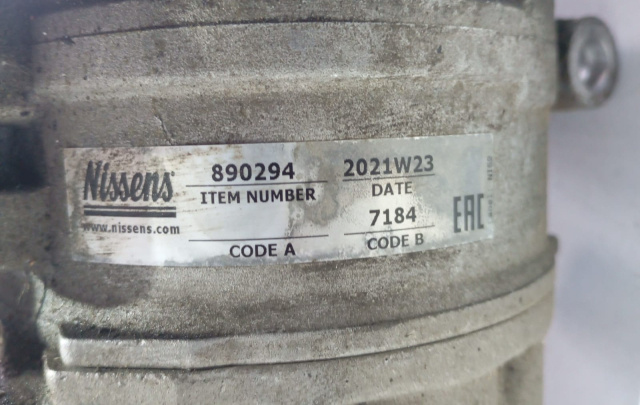 Nissens
www.nissens.com
890294
ITEM NUMBER
CODE A
2021W23
DATE
7184
CODE B
EAC